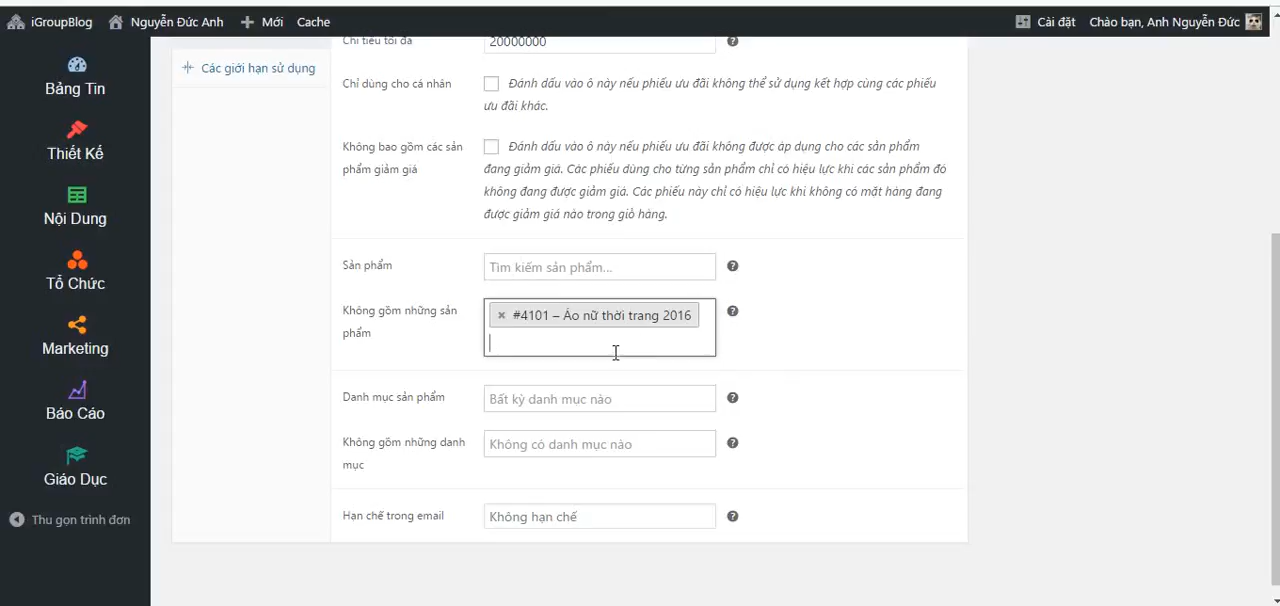 iGroupBlog Nguyễn Đức Anh Mới Cache Cài đặt Chào bạn, Anh Nguyễn Đức
Bảng Tin
Thiết Kế
Nội Dung
Tổ Chức
Marketing
Báo Cáo
Giáo Dục
Thu gọn trình đơn
Các giới hạn sử dụng
Chi tiêu tối đa 20000000
Chỉ dùng cho cá nhân
Đánh dấu vào ô này nếu phiếu ưu đãi không thể sử dụng kết hợp cùng các phiếu
ưu đãi khác.
Không bao gồm các sản
phẩm giảm giá
Đánh dấu vào ô này nếu phiếu ưu đãi không được áp dụng cho các sản phẩm
đang giảm giá. Các phiếu dùng cho từng sản phẩm chỉ có hiệu lực khi các sản phẩm đó
không đang được giảm giá. Các phiếu này chỉ có hiệu lực khi không có mặt hàng đang
được giảm giá nào trong giỏ hàng.
Sản phẩm Tìm kiếm sản phẩm...
Không gồm những sản
phẩm
× #4101 – Áo nữ thời trang 2016
Danh mục sản phẩm Bất kỳ danh mục nào
Không gồm những danh
mục
Không có danh mục nào
Hạn chế trong email Không hạn chế